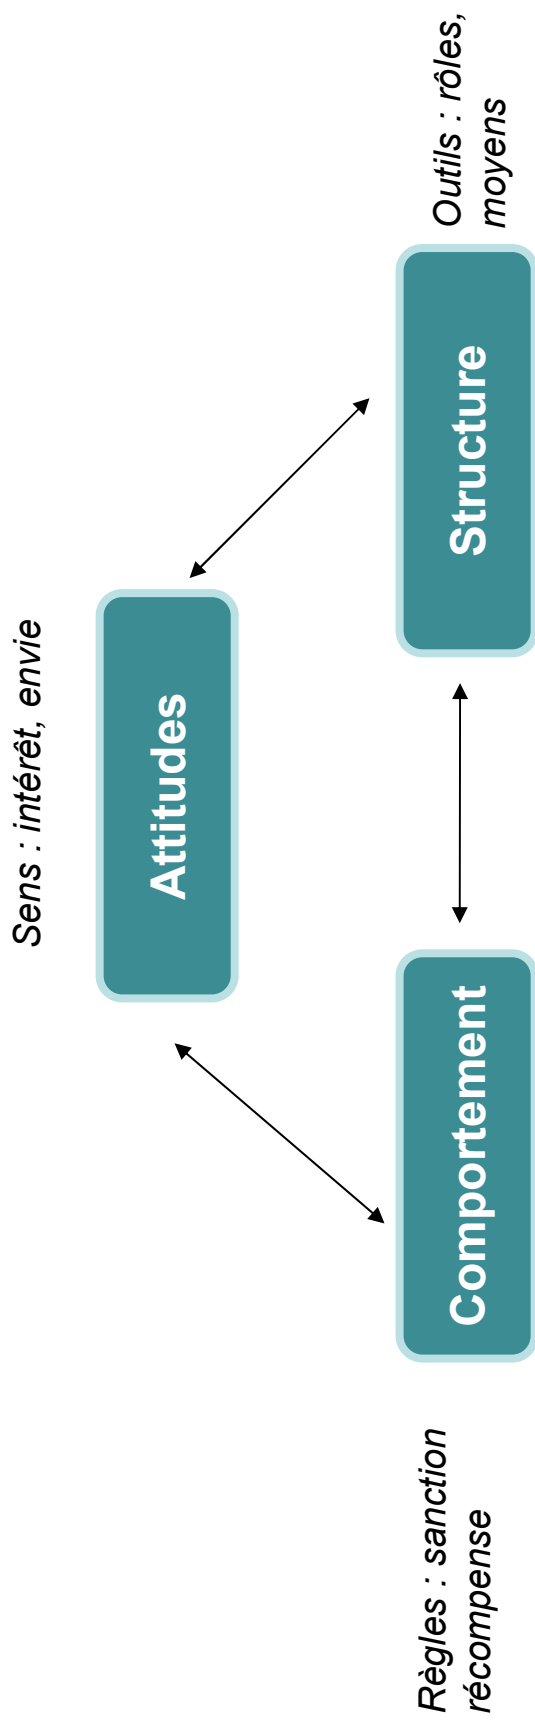 Sens : intérêt, envie
Attitudes
Règles : sanction
récompense
Comportement
Structure
Outils : rôles,
moyens